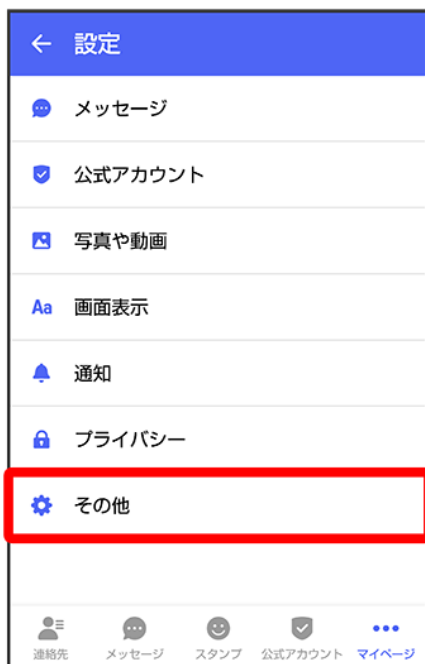 設定
メッセージ
公式アカウント
写真や動画
Aa 画面表示
通知
プライバシー
その他
連絡先 メッセージ スタンプ 公式アカウント マイページ